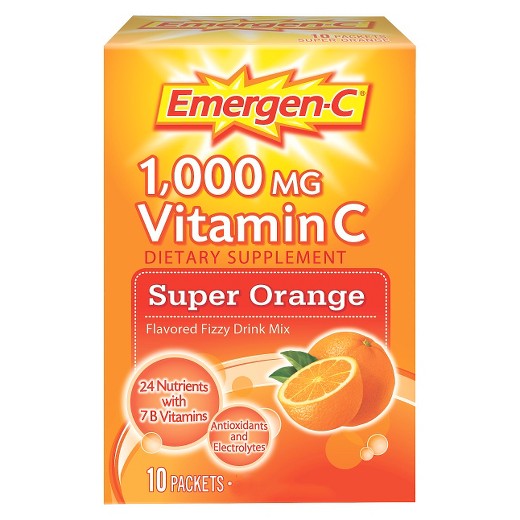 10 PACKETS
SUPER ORANGE
Emergen-C®
1,000 MG
Vitamin C
DIETARY SUPPLEMENT
Super Orange
Flavored Fizzy Drink Mix
24 Nutrients
with
7 B Vitamins
Antioxidants
and
Electrolytes
10 PACKETS •